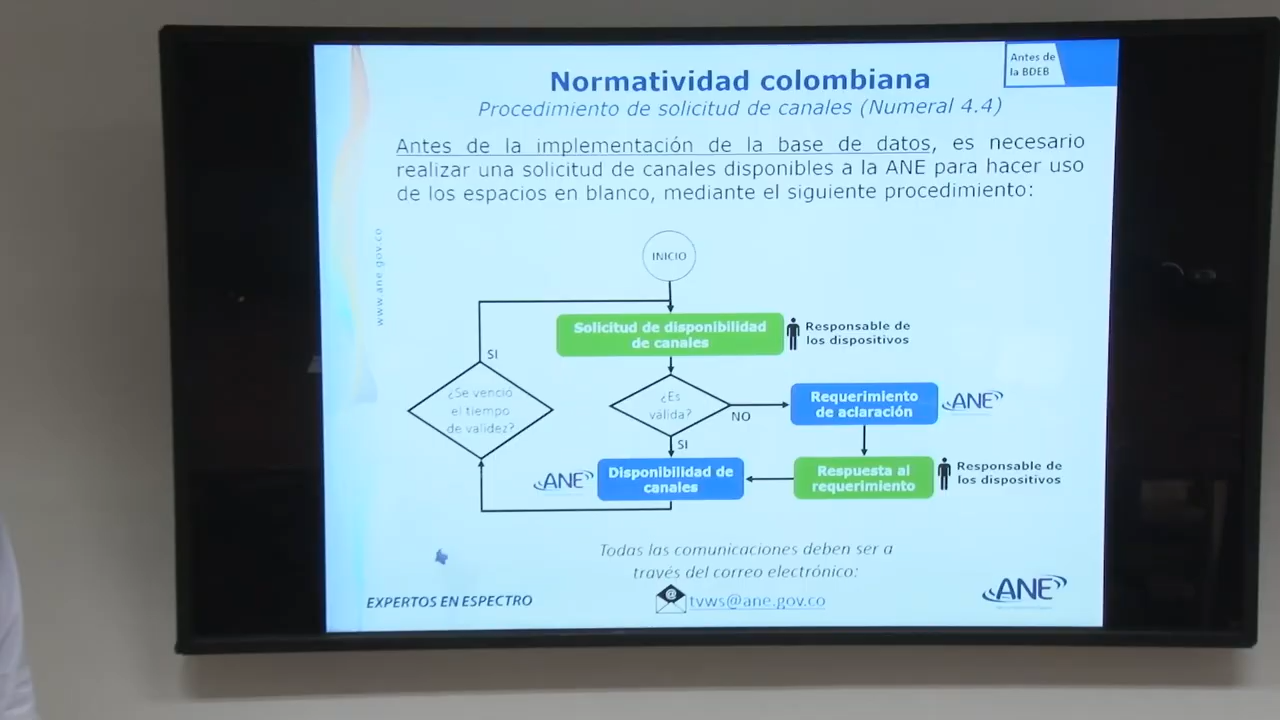 Antes de
la BDEB
Normatividad colombiana
Procedimiento de solicitud de canales (Numeral 4.4)
Antes de la implementación de la base de datos, es necesario
realizar una solicitud de canales disponibles a la ANE para hacer uso
de los espacios en blanco, mediante el siguiente procedimiento:
www.ane.gov.co
INICIO
Solicitud de disponibilidad
de canales
Responsable de
los dispositivos
SI
¿Se venció
el tiempo
de validez?
¿Es
válida?
NO
SI
Requerimiento
de aclaración
ANE
ANE
Disponibilidad de
canales
Respuesta al
requerimiento
Responsable de
los dispositivos
Todas las comunicaciones deben ser a
través del correo electrónico:
@
tvws@ane.gov.co
EXPERTOS EN ESPECTRO
ANE